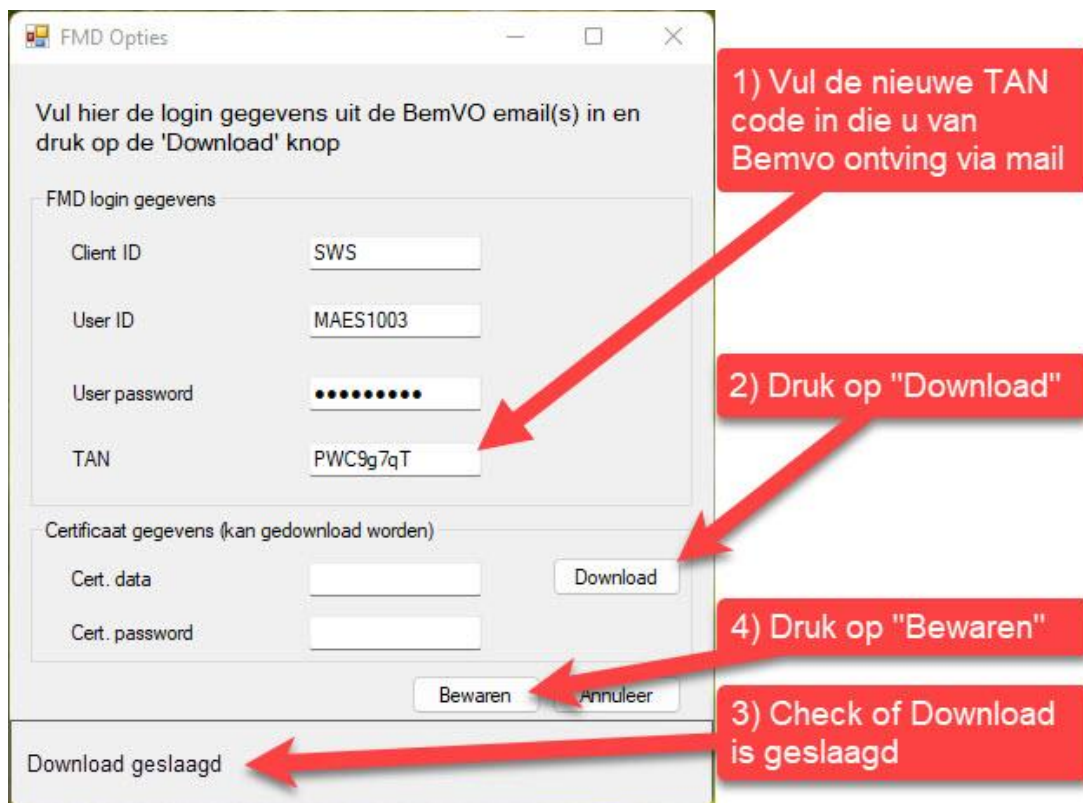 FMD Opties
Vul hier de login gegevens uit de BemVO email(s) in en
druk op de 'Download' knop
FMD login gegevens
Client ID SWS
User ID MAES1003
User password ●●●●●●●●●
TAN PWC9g7qT
Certificaat gegevens (kan gedownload worden)
Cert. data Download
Cert. password
Bewaren Annuleer
Download geslaagd
1) Vul de nieuwe TAN
code in die u van
Bemvo ontving via mail
2) Druk op "Download"
4) Druk op "Bewaren"
3) Check of Download
is geslaagd